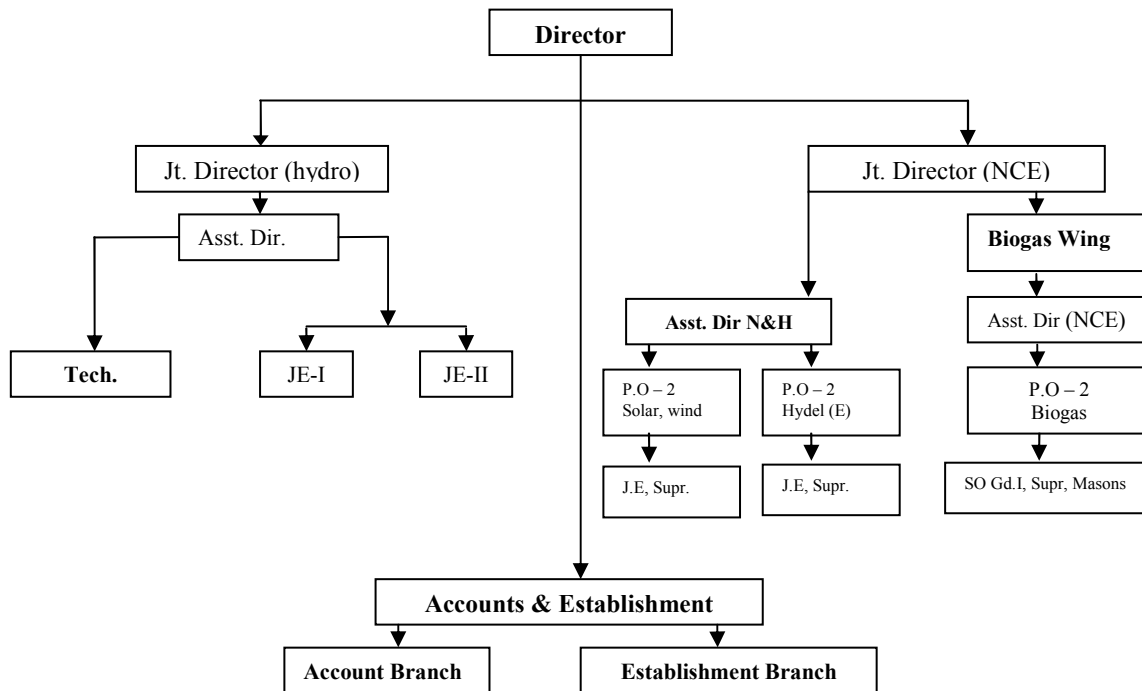 Director
Jt. Director (hydro)
Jt. Director (NCE)
Asst. Dir.
Biogas Wing
Asst. Dir N&H
Asst. Dir (NCE)
Tech.
JE-I
JE-II
P.O – 2
Solar, wind
P.O – 2
Hydel (E)
P.O – 2
Biogas
J.E, Supr.
J.E, Supr.
SO Gd.I, Supr, Masons
Accounts & Establishment
Account Branch
Establishment Branch